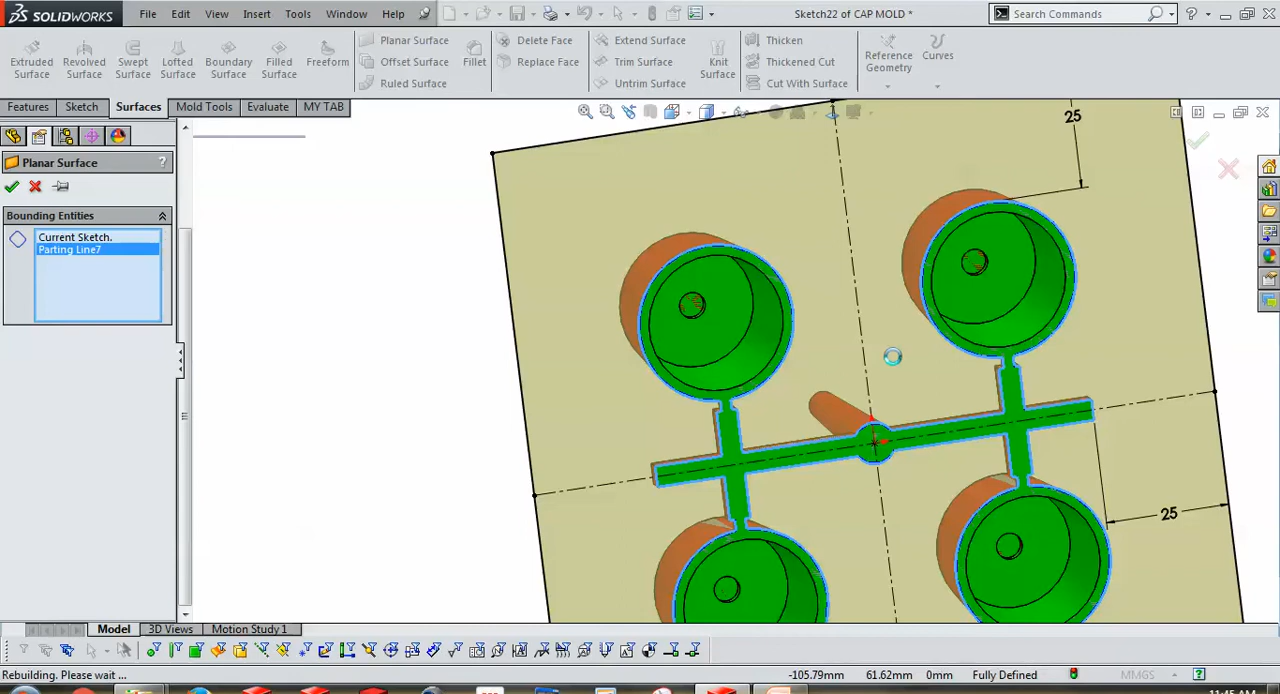 SOLIDWORKS File Edit View Insert Tools Window Help Sketch22 of CAP MOLD * Search Commands
Extruded Surface Revolved Surface Swept Surface Lofted Surface Boundary Surface Filled Surface Freeform
Planar Surface
Offset Surface
Ruled Surface
Fillet
Delete Face
Replace Face
Extend Surface
Trim Surface
Untrim Surface
Knit Surface
Thicken
Thickened Cut
Cut With Surface
Reference Geometry
Curves
Features Sketch Surfaces Mold Tools Evaluate MY TAB
Planar Surface ?
Bounding Entities
Current Sketch.
Parting Line7
25
25
Model 3D Views Motion Study 1
Rebuilding. Please wait ... -105.79mm 61.62mm 0mm Fully Defined MMGS
11:45 AM